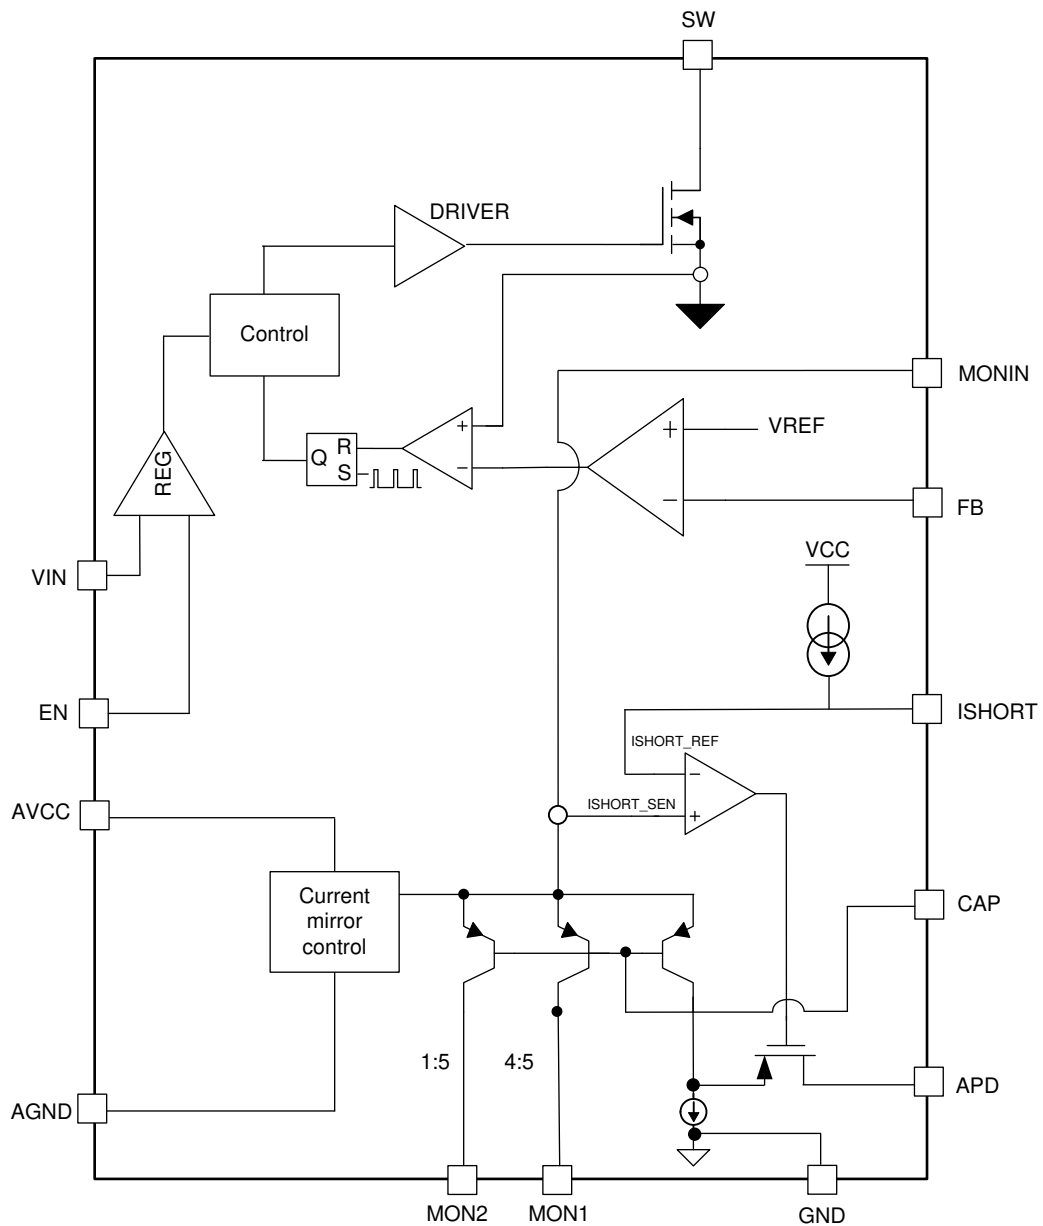 SW
DRIVER
Control
MONIN
+
VREF
+
R
Q
−
S
REG
−
FB
VCC
VIN
EN
ISHORT
ISHORT_REF
−
AVCC
ISHORT_SEN
+
Current
mirror
control
CAP
1:5
4:5
APD
AGND
MON2
MON1
GND